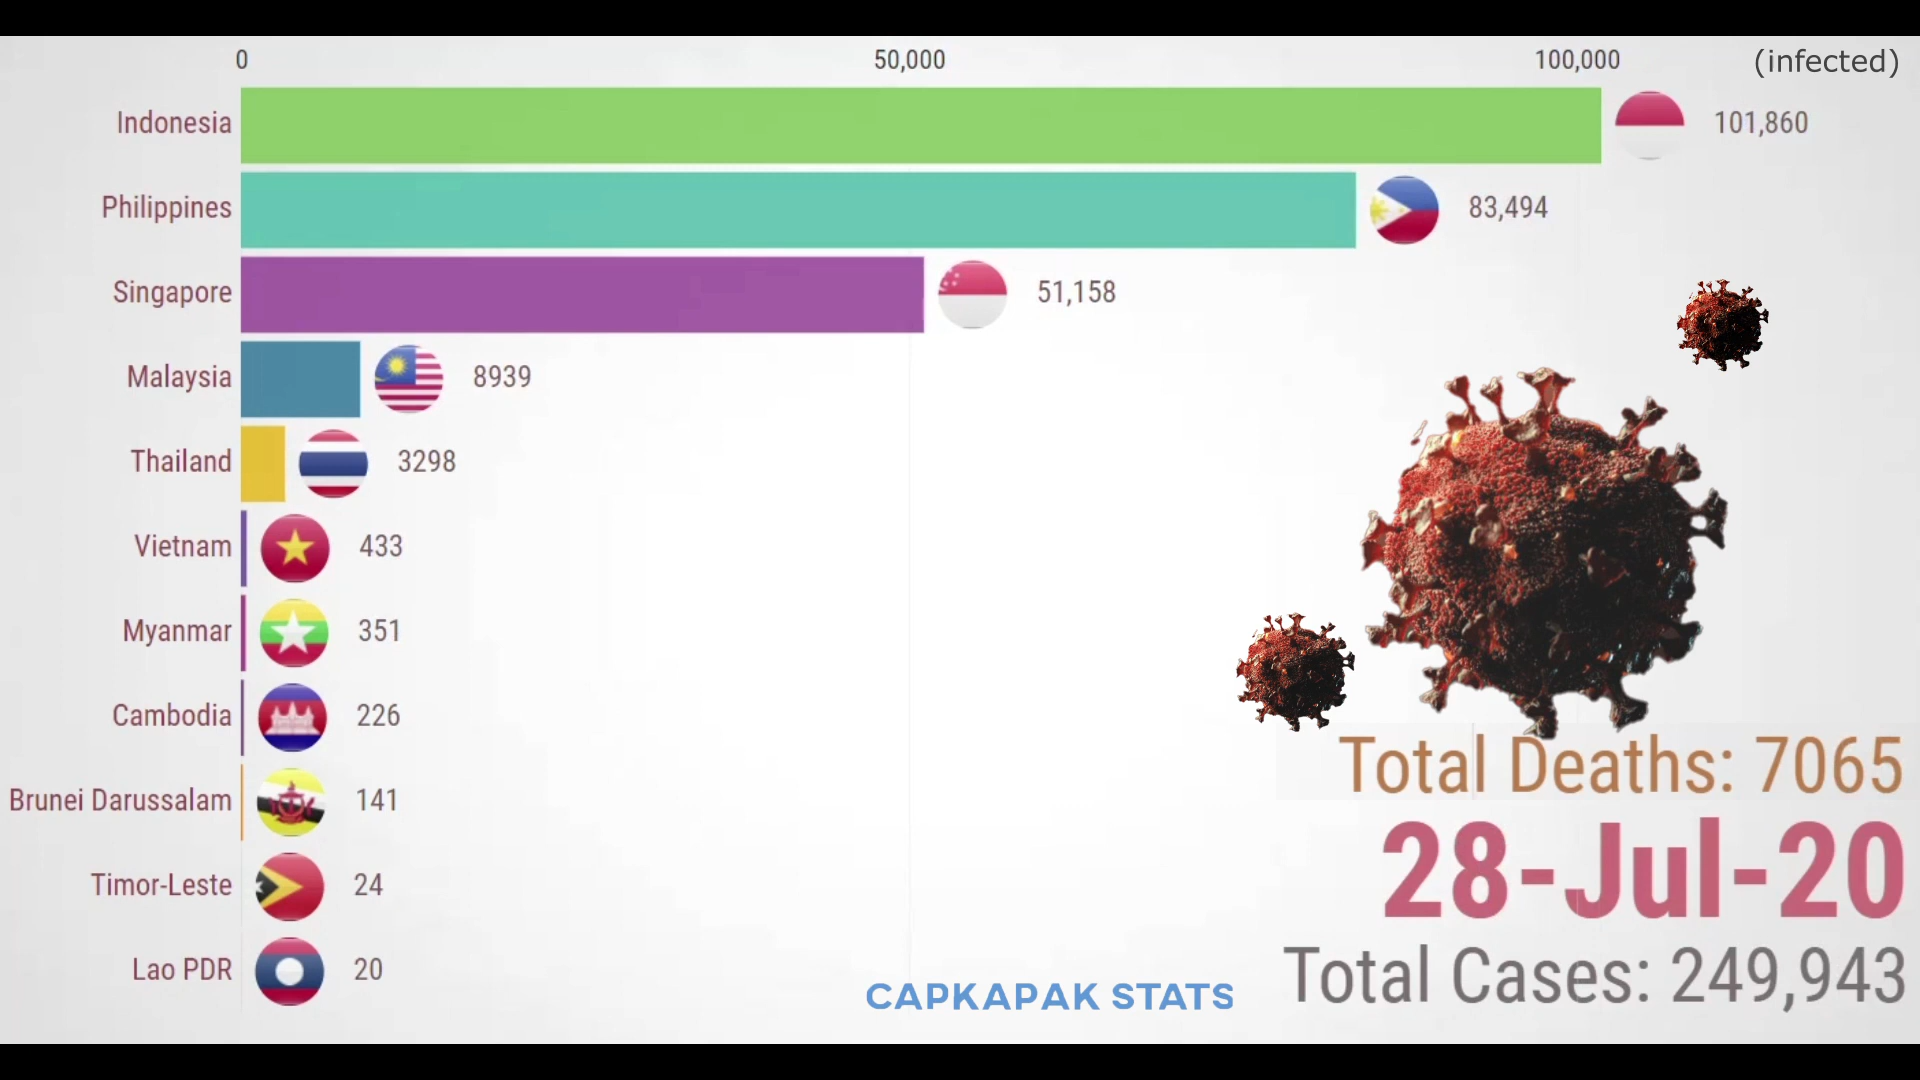 0 50,000 100,000 (infected)
Indonesia 101,860
Philippines 83,494
Singapore 51,158
Malaysia 8939
Thailand 3298
Vietnam 433
Myanmar 351
Cambodia 226
Total Deaths: 7065
Brunei Darussalam 141
28-Jul-20
Timor-Leste 24
Lao PDR 20
Total Cases: 249,943
CAPKAPAK STATS